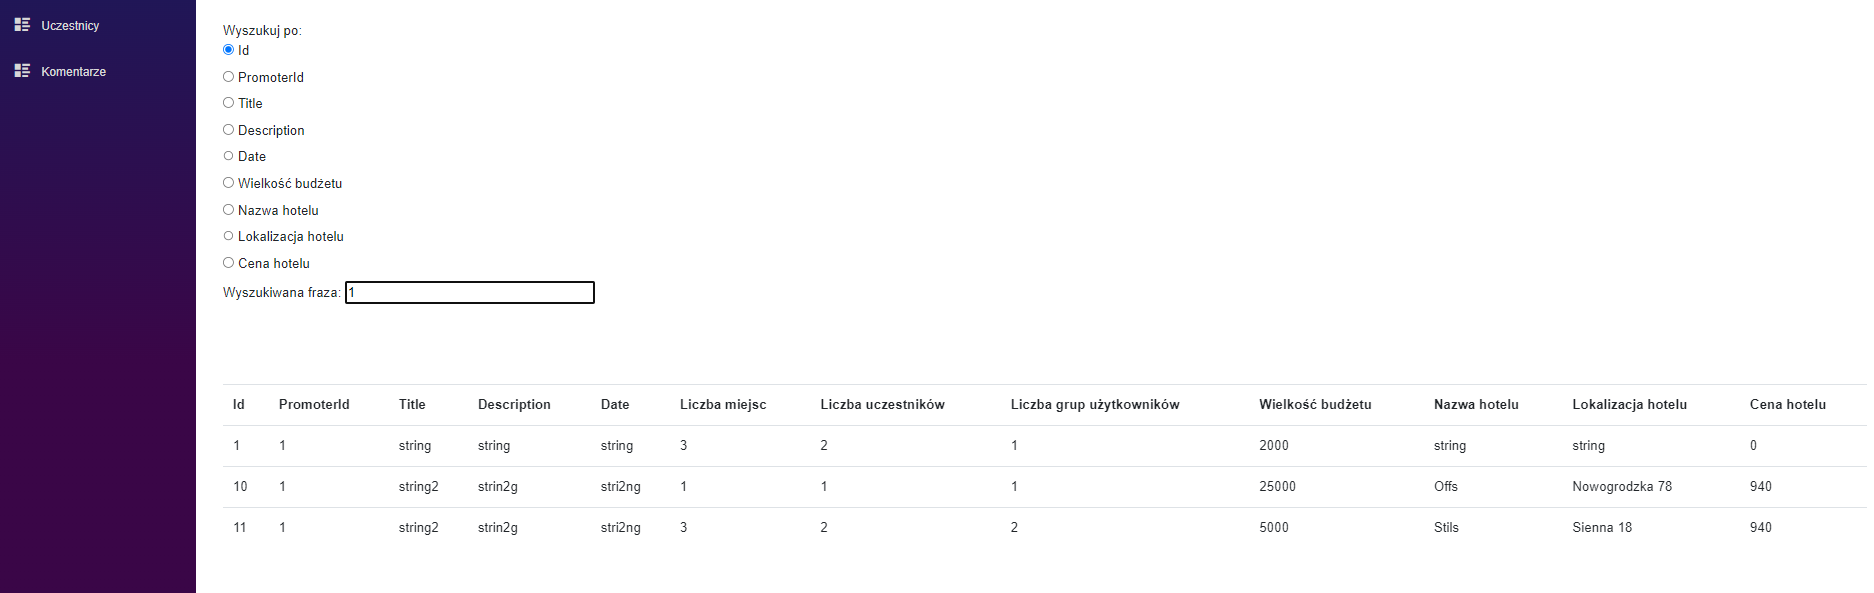 Uczestnicy
Komentarze
Wyszukuj po:
Id
PromoterId
Title
Description
Date
Wielkość budżetu
Nazwa hotelu
Lokalizacja hotelu
Cena hotelu
Wyszukiwana fraza: 1
Id PromoterId Title Description Date Liczba miejsc Liczba uczestników Liczba grup użytkowników Wielkość budżetu Nazwa hotelu Lokalizacja hotelu Cena hotelu
1 1 string string string 3 2 1 2000 string string 0
10 1 string2 strin2g stri2ng 1 1 1 25000 Offs Nowogrodzka 78 940
11 1 string2 strin2g stri2ng 3 2 2 5000 Stils Sienna 18 940